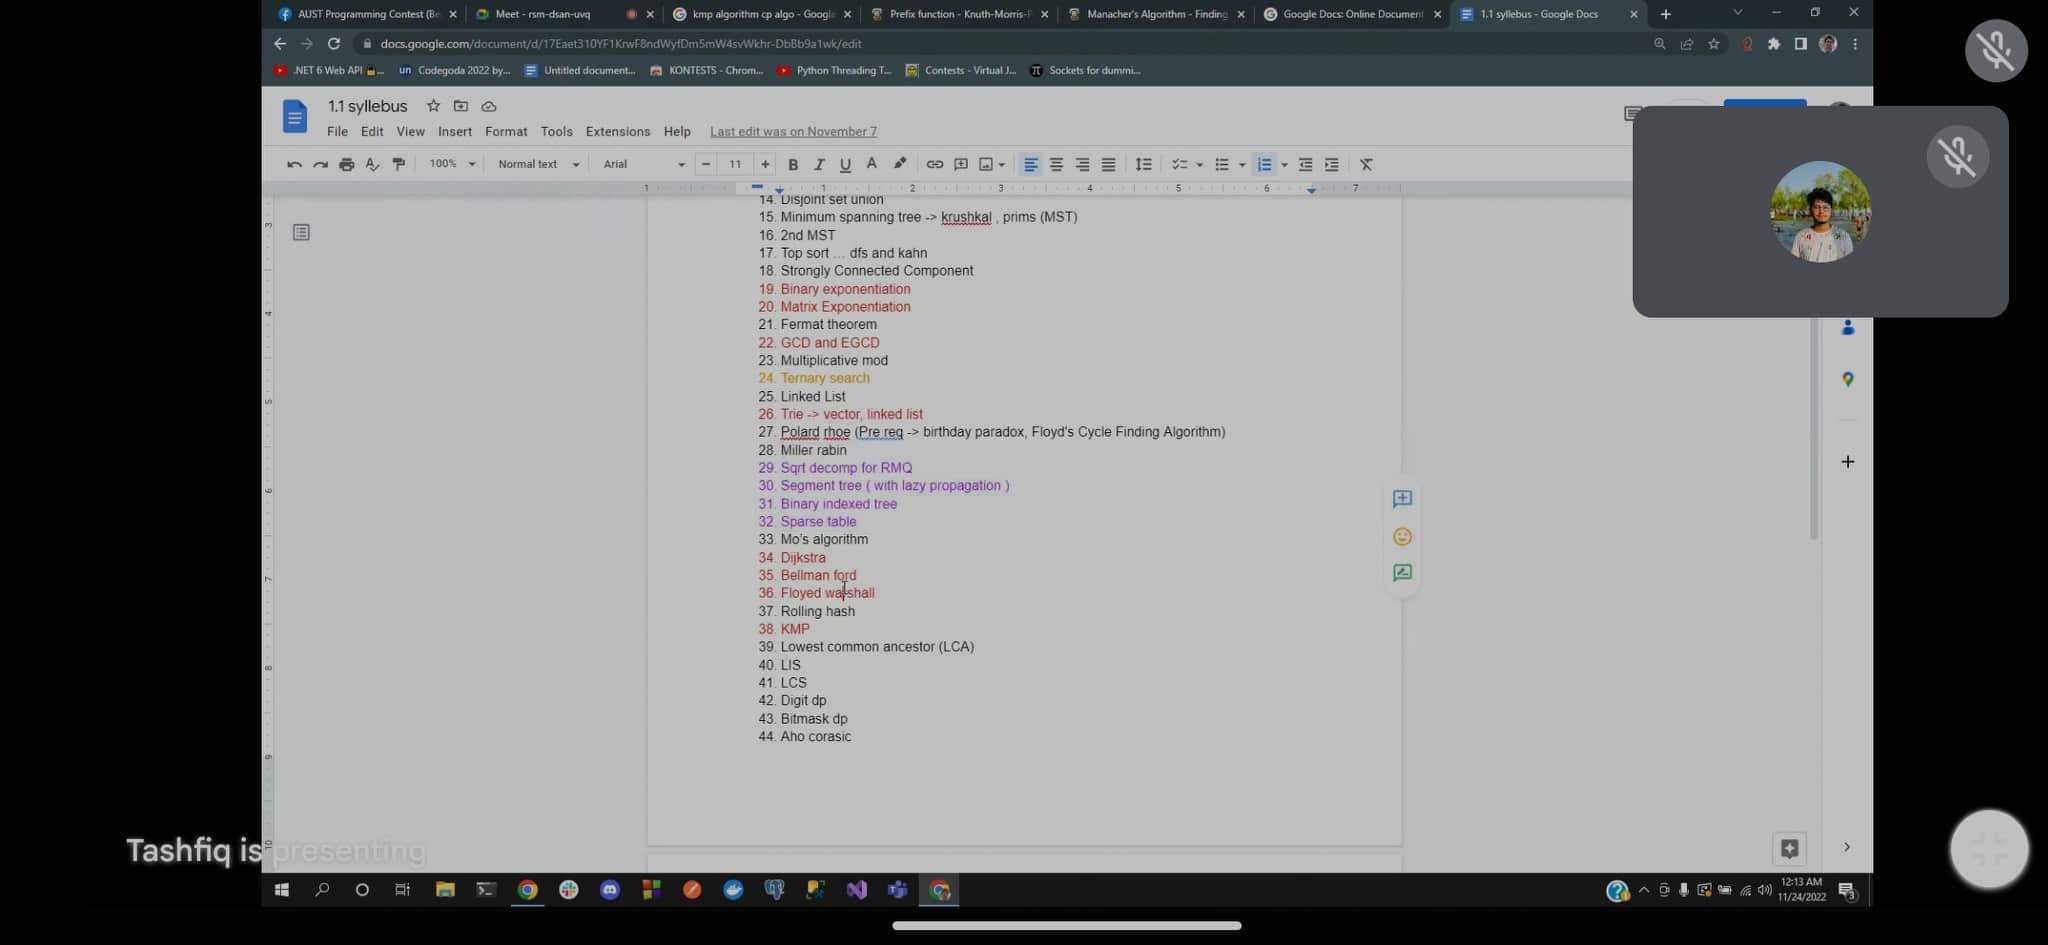 AUST Programming Contest (Be
Meet - rsm-dsan-uvq
kmp algorithm cp algo - Google
Prefix function - Knuth-Morris-P
Manacher's Algorithm - Finding
Google Docs: Online Document
1.1 syllebus - Google Docs
docs.google.com/document/d/17Eaet310YF1KrwF8ndWyfDm5mW4svWkhr-DbBb9a1wk/edit
.NET 6 Web API
Codegoda 2022 by...
Untitled document...
KONTESTS - Chrom...
Python Threading T...
Contests - Virtual J...
Sockets for dummi...
1.1 syllebus
File Edit View Insert Format Tools Extensions Help Last edit was on November 7
100% Normal text Arial 11
1 1 2 3 4 5 6 7
14. Disjoint set union
15. Minimum spanning tree -> krushkal , prims (MST)
16. 2nd MST
17. Top sort ... dfs and kahn
18. Strongly Connected Component
19. Binary exponentiation
20. Matrix Exponentiation
21. Fermat theorem
22. GCD and EGCD
23. Multiplicative mod
24. Ternary search
25. Linked List
26. Trie -> vector, linked list
27. Polard rhoe (Pre req -> birthday paradox, Floyd's Cycle Finding Algorithm)
28. Miller rabin
29. Sqrt decomp for RMQ
30. Segment tree ( with lazy propagation )
31. Binary indexed tree
32. Sparse table
33. Mo's algorithm
34. Dijkstra
35. Bellman ford
36. Floyed warshall
37. Rolling hash
38. KMP
39. Lowest common ancestor (LCA)
40. LIS
41. LCS
42. Digit dp
43. Bitmask dp
44. Aho corasic
Tashfiq is presenting
12:13 AM
11/24/2022